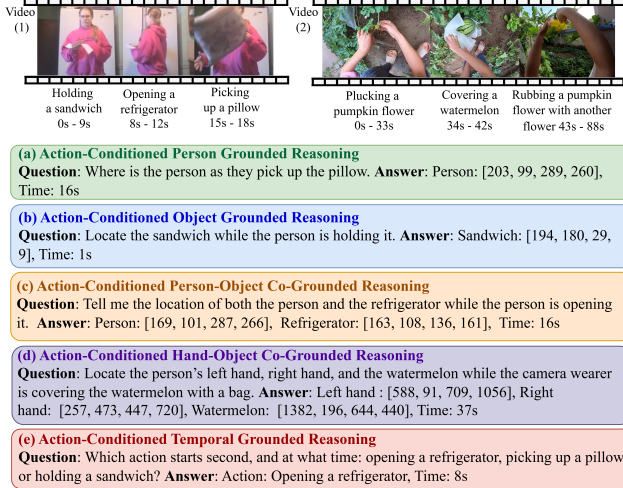 Video
(1)
Holding
a sandwich
0s - 9s
Opening a
refrigerator
8s - 12s
Picking
up a pillow
15s - 18s
Video
(2)
Plucking a
pumpkin flower
0s - 33s
Covering a
watermelon
34s - 42s
Rubbing a pumpkin
flower with another
flower 43s - 88s
(a) Action-Conditioned Person Grounded Reasoning
Question: Where is the person as they pick up the pillow. Answer: Person: [203, 99, 289, 260],
Time: 16s
(b) Action-Conditioned Object Grounded Reasoning
Question: Locate the sandwich while the person is holding it. Answer: Sandwich: [194, 180, 29,
9], Time: 1s
(c) Action-Conditioned Person-Object Co-Grounded Reasoning
Question: Tell me the location of both the person and the refrigerator while the person is opening
it. Answer: Person: [169, 101, 287, 266], Refrigerator: [163, 108, 136, 161], Time: 16s
(d) Action-Conditioned Hand-Object Co-Grounded Reasoning
Question: Locate the person's left hand, right hand, and the watermelon while the camera wearer
is covering the watermelon with a bag. Answer: Left hand : [588, 91, 709, 1056], Right
hand: [257, 473, 447, 720], Watermelon: [1382, 196, 644, 440], Time: 37s
(e) Action-Conditioned Temporal Grounded Reasoning
Question: Which action starts second, and at what time: opening a refrigerator, picking up a pillow
or holding a sandwich? Answer: Action: Opening a refrigerator, Time: 8s